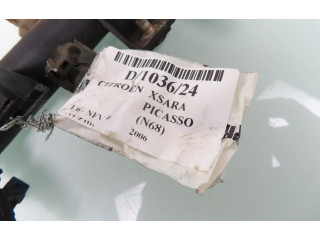 D/1036/24
CITROEN XSARA
PICASSO
(N68)
2006